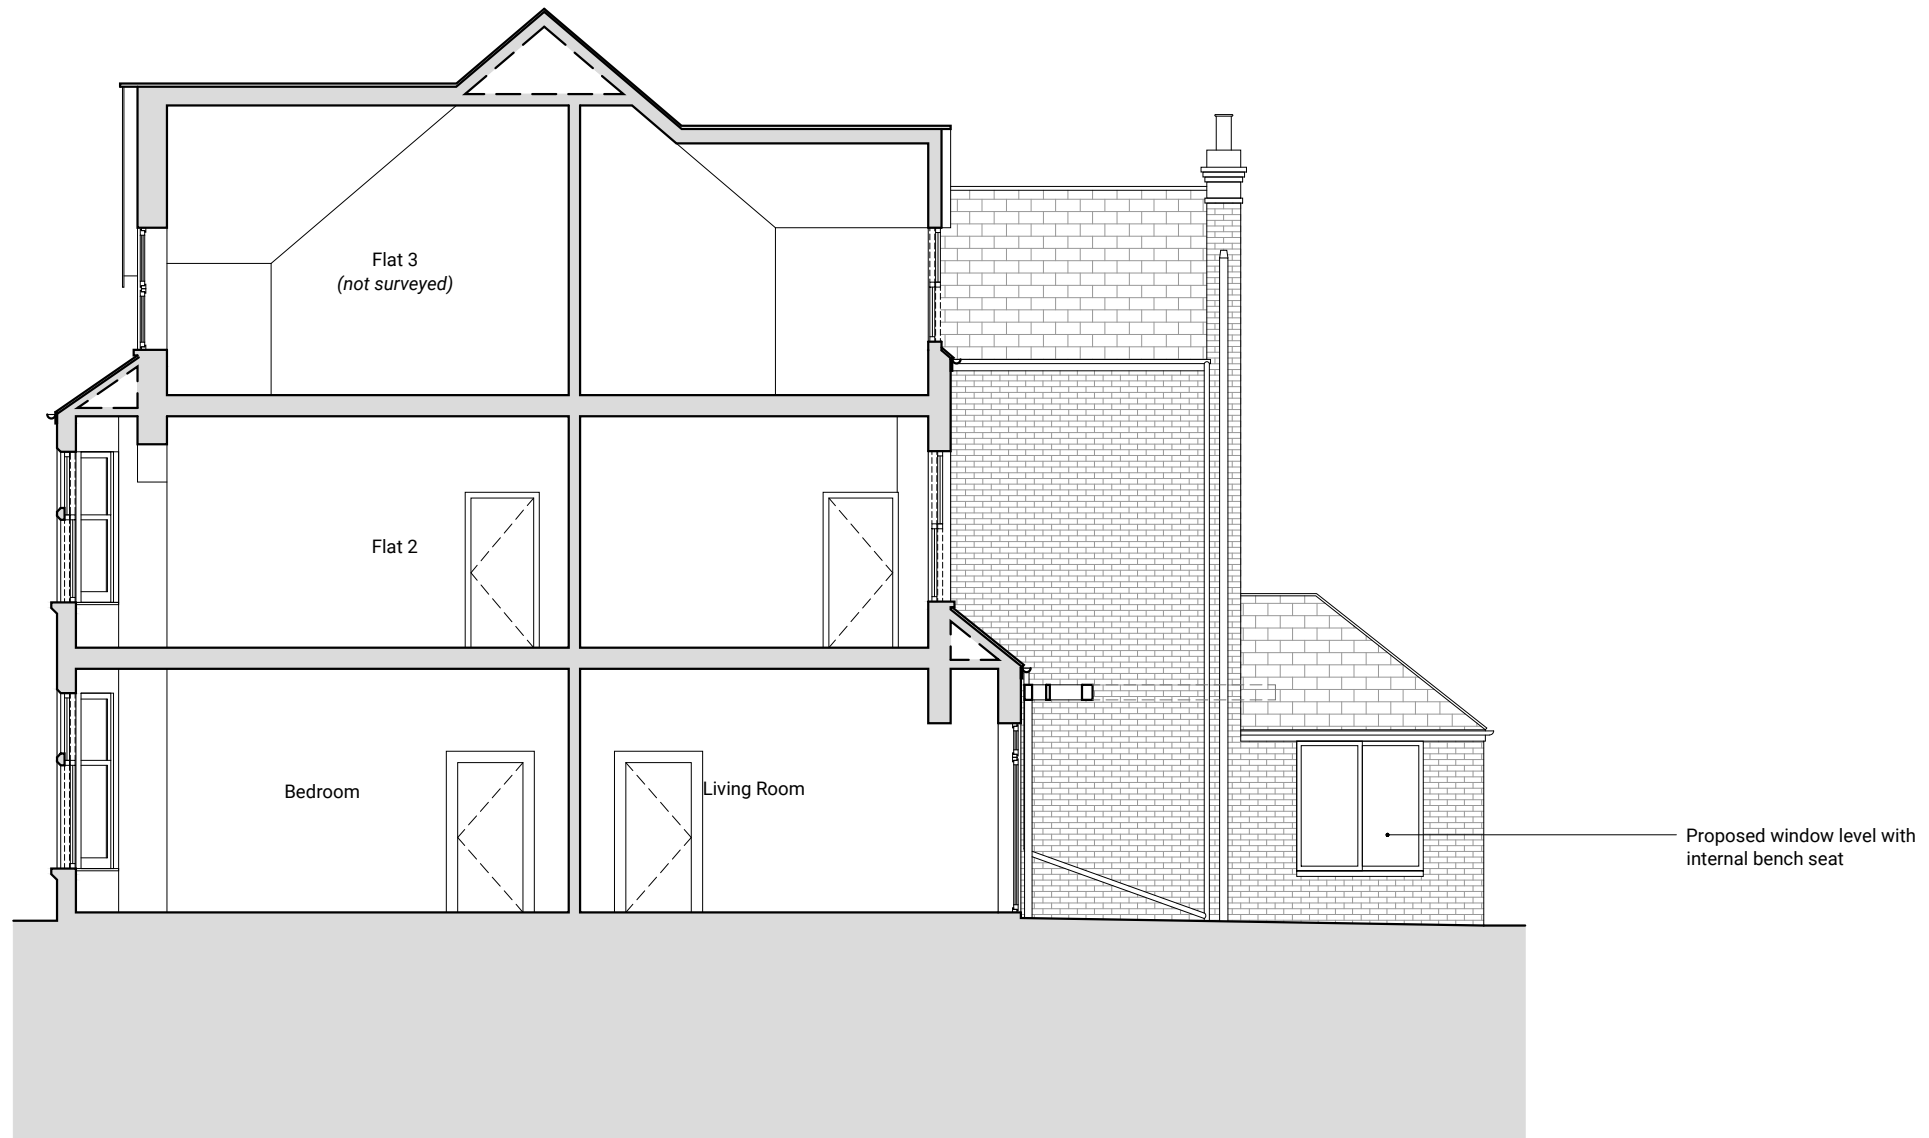 Flat 3
(not surveyed)
Flat 2
Bedroom
Living Room
Proposed window level with
internal bench seat